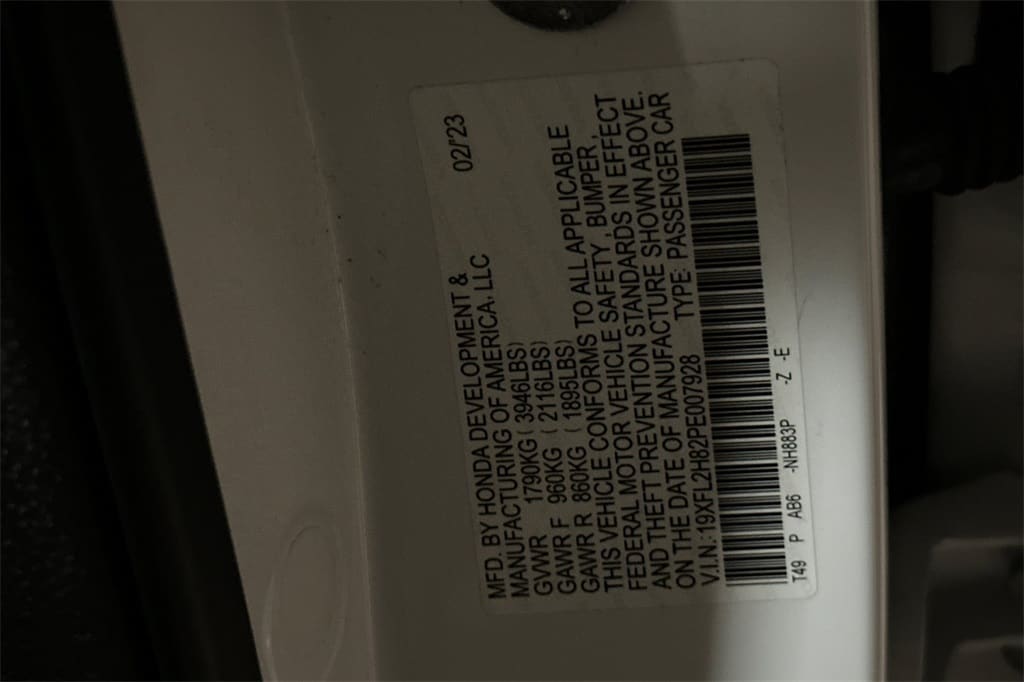 MFD. BY HONDA DEVELOPMENT & 02/'23
MANUFACTURING OF AMERICA, LLC
GVWR 1790KG (3946LBS)
GAWR F 960KG (2116LBS)
GAWR R 860KG (1895LBS)
THIS VEHICLE CONFORMS TO ALL APPLICABLE
FEDERAL MOTOR VEHICLE SAFETY, BUMPER,
AND THEFT PREVENTION STANDARDS IN EFFECT
ON THE DATE OF MANUFACTURE SHOWN ABOVE.
V.I.N.:19XFL2H82PE007928 TYPE: PASSENGER CAR
T49 P AB6 -NH883P -Z -E